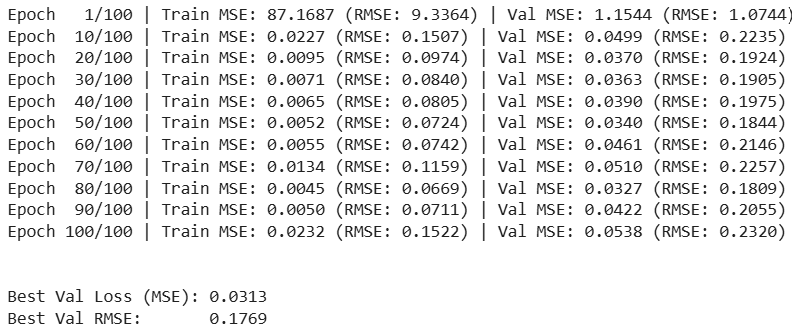 Epoch   1/100 | Train MSE: 87.1687 (RMSE: 9.3364) | Val MSE: 1.1544 (RMSE: 1.0744)
Epoch  10/100 | Train MSE: 0.0227 (RMSE: 0.1507) | Val MSE: 0.0499 (RMSE: 0.2235)
Epoch  20/100 | Train MSE: 0.0095 (RMSE: 0.0974) | Val MSE: 0.0370 (RMSE: 0.1924)
Epoch  30/100 | Train MSE: 0.0071 (RMSE: 0.0840) | Val MSE: 0.0363 (RMSE: 0.1905)
Epoch  40/100 | Train MSE: 0.0065 (RMSE: 0.0805) | Val MSE: 0.0390 (RMSE: 0.1975)
Epoch  50/100 | Train MSE: 0.0052 (RMSE: 0.0724) | Val MSE: 0.0340 (RMSE: 0.1844)
Epoch  60/100 | Train MSE: 0.0055 (RMSE: 0.0742) | Val MSE: 0.0461 (RMSE: 0.2146)
Epoch  70/100 | Train MSE: 0.0134 (RMSE: 0.1159) | Val MSE: 0.0510 (RMSE: 0.2257)
Epoch  80/100 | Train MSE: 0.0045 (RMSE: 0.0669) | Val MSE: 0.0327 (RMSE: 0.1809)
Epoch  90/100 | Train MSE: 0.0050 (RMSE: 0.0711) | Val MSE: 0.0422 (RMSE: 0.2055)
Epoch 100/100 | Train MSE: 0.0232 (RMSE: 0.1522) | Val MSE: 0.0538 (RMSE: 0.2320)
Best Val Loss (MSE): 0.0313
Best Val RMSE:       0.1769